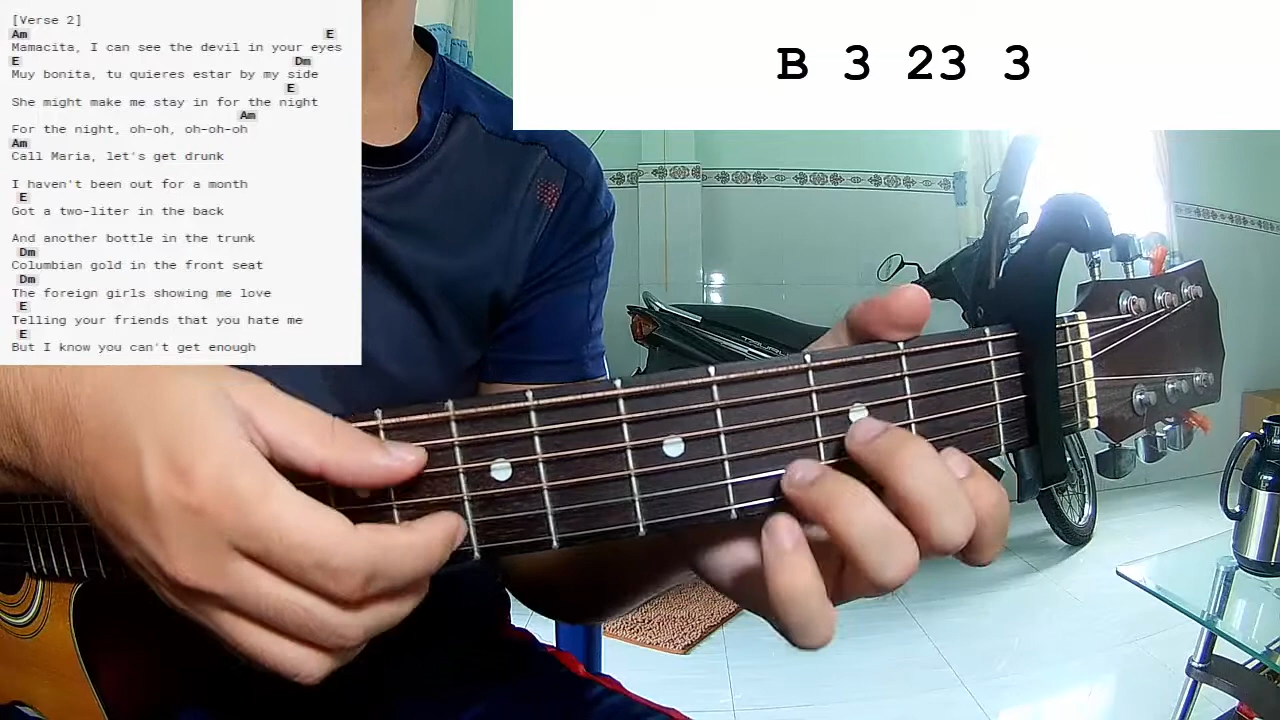 [Verse 2]
Am E
Mamacita, I can see the devil in your eyes
E Dm
Muy bonita, tu quieres estar by my side
E
She might make me stay in for the night
Am
For the night, oh-oh, oh-oh-oh
Am
Call Maria, let's get drunk
I haven't been out for a month
E
Got a two-liter in the back
And another bottle in the trunk
Dm
Columbian gold in the front seat
Dm
The foreign girls showing me love
E
Telling your friends that you hate me
E
But I know you can't get enough
B 3 23 3